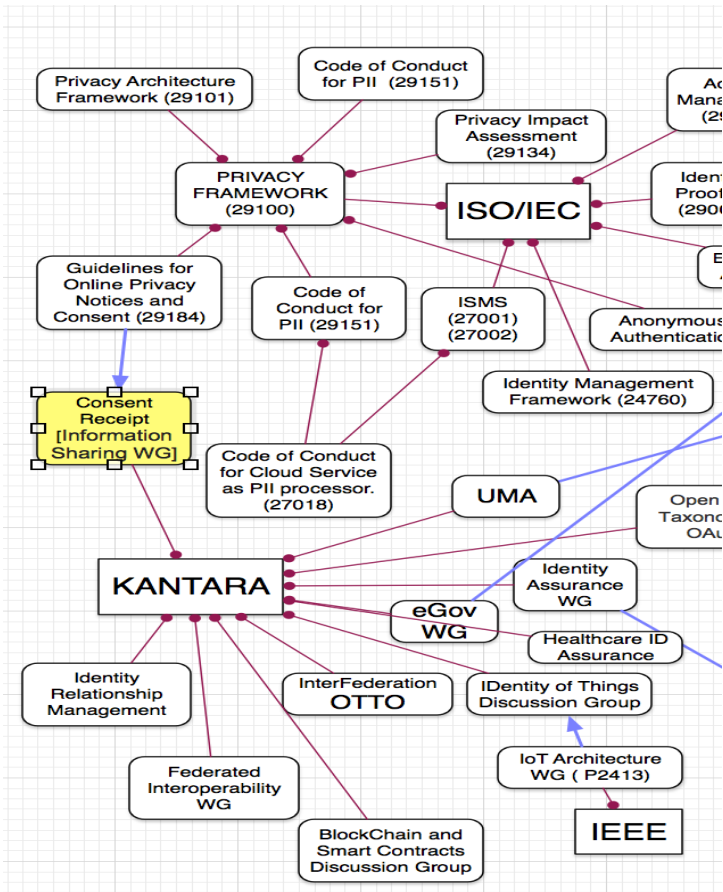 Privacy Architecture
Framework (29101)
Code of Conduct
for PII (29151)
Privacy Impact
Assessment
(29134)
PRIVACY
FRAMEWORK
(29100)
ISO/IEC
Guidelines for
Online Privacy
Notices and
Consent (29184)
Code of
Conduct for
PII (29151)
ISMS
(27001)
(27002)
Anonymous
Identity Management
Framework (24760)
Consent
Receipt
[Information
Sharing WG]
Code of Conduct
for Cloud Service
as PII processor.
(27018)
UMA
Open
KANTARA
Identity
Assurance
WG
eGov
WG
Healthcare ID
Assurance
Identity
Relationship
Management
InterFederation
OTTO
IDentity of Things
Discussion Group
Federated
Interoperability
WG
IoT Architecture
WG ( P2413)
BlockChain and
Smart Contracts
Discussion Group
IEEE